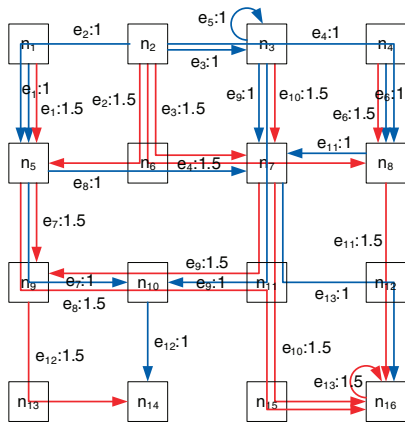 e₅:1
n₁ e₂:1 n₂ n₃ e₄:1 n₄
e₃:1
e₁:1 e₂:1.5 e₉:1 e₁₀:1.5 e₆:1
e₁:1.5 e₃:1.5 e₆:1.5
e₁₁:1
n₅ n₆ e₄:1.5 n₇ n₈
e₈:1
e₇:1.5
e₁₁:1.5
e₉:1.5
n₉ e₇:1 n₁₀ e₉:1 n₁₁ n₁₂
e₈:1.5 e₁₃:1
e₁₂:1 e₁₀:1.5
e₁₂:1.5
e₁₃:1.5
n₁₃ n₁₄ n₁₅ n₁₆